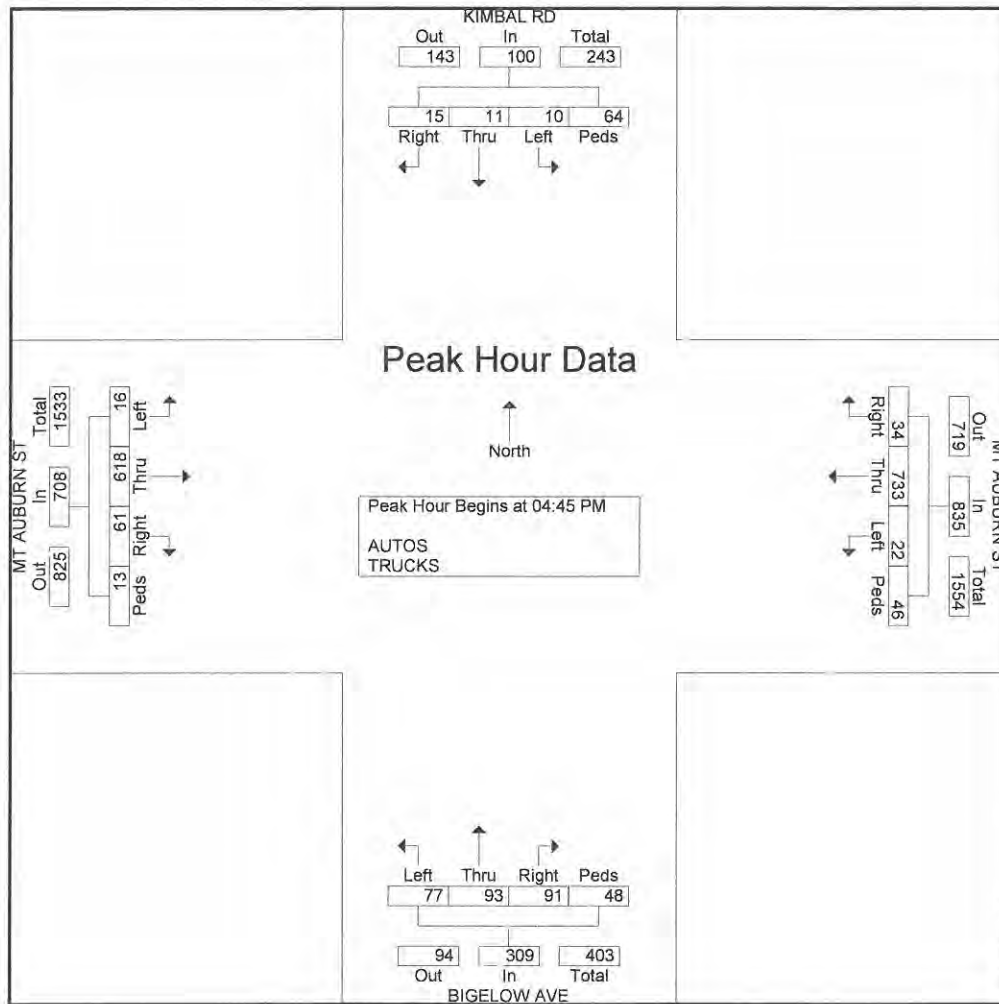 KIMBAL RD
Out In Total
143 100 243
15 11 10 64
Right Thru Left Peds
Peak Hour Data
North
Peak Hour Begins at 04:45 PM
AUTOS
TRUCKS
MT AUBURN ST
Out In Total
825 708 1533
Left Thru Right Peds
16 618 61 13
MT AUBURN ST
Out In Total
719 835 1554
Right Thru Left Peds
34 733 22 46
Left Thru Right Peds
77 93 91 48
94 309 403
Out In Total
BIGELOW AVE